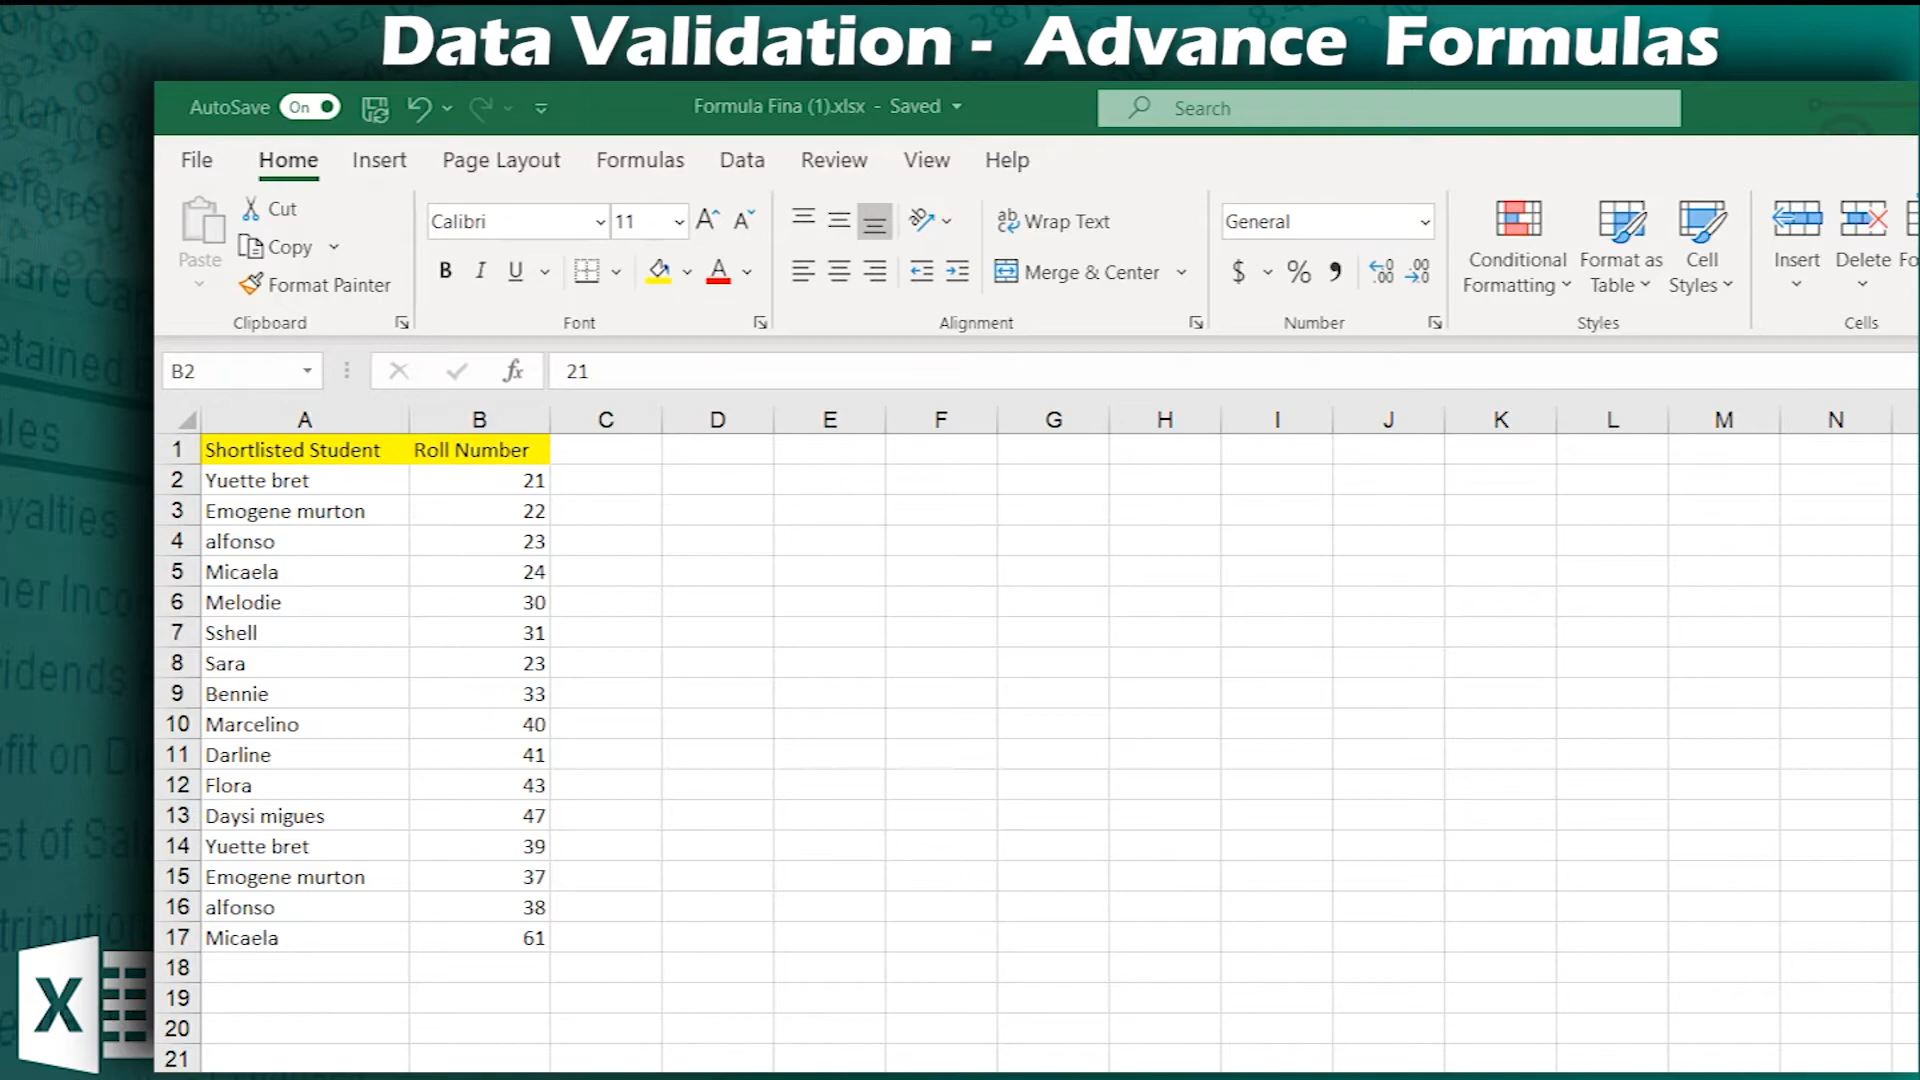 Data Validation - Advance Formulas
AutoSave On Formula Fina (1).xlsx - Saved Search
File Home Insert Page Layout Formulas Data Review View Help
Cut
Copy
Format Painter
Paste
Clipboard
Calibri 11
B I U A
Font
Wrap Text
Merge & Center
Alignment
General
$ % 9
Number
Conditional Formatting
Format as Table
Cell Styles
Styles
Insert Delete Fo
Cells
B2 fx 21
A B C D E F G H I J K L M N
1 Shortlisted Student Roll Number
2 Yuette bret 21
3 Emogene murton 22
4 alfonso 23
5 Micaela 24
6 Melodie 30
7 Sshell 31
8 Sara 23
9 Bennie 33
10 Marcelino 40
11 Darline 41
12 Flora 43
13 Daysi migues 47
14 Yuette bret 39
15 Emogene murton 37
16 alfonso 38
17 Micaela 61
18
19
20
21